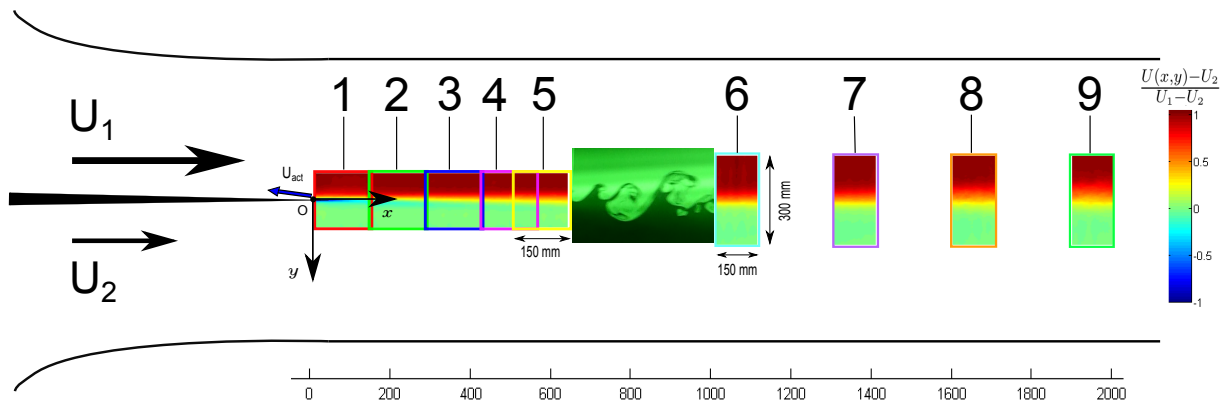 1 2 3 4 5 6 7 8 9
U(x,y)−U₂
U₁−U₂
U₁
U_act
O
x
y
U₂
150 mm
300 mm
150 mm
1
0.5
0
-0.5
-1
0 200 400 600 800 1000 1200 1400 1600 1800 2000